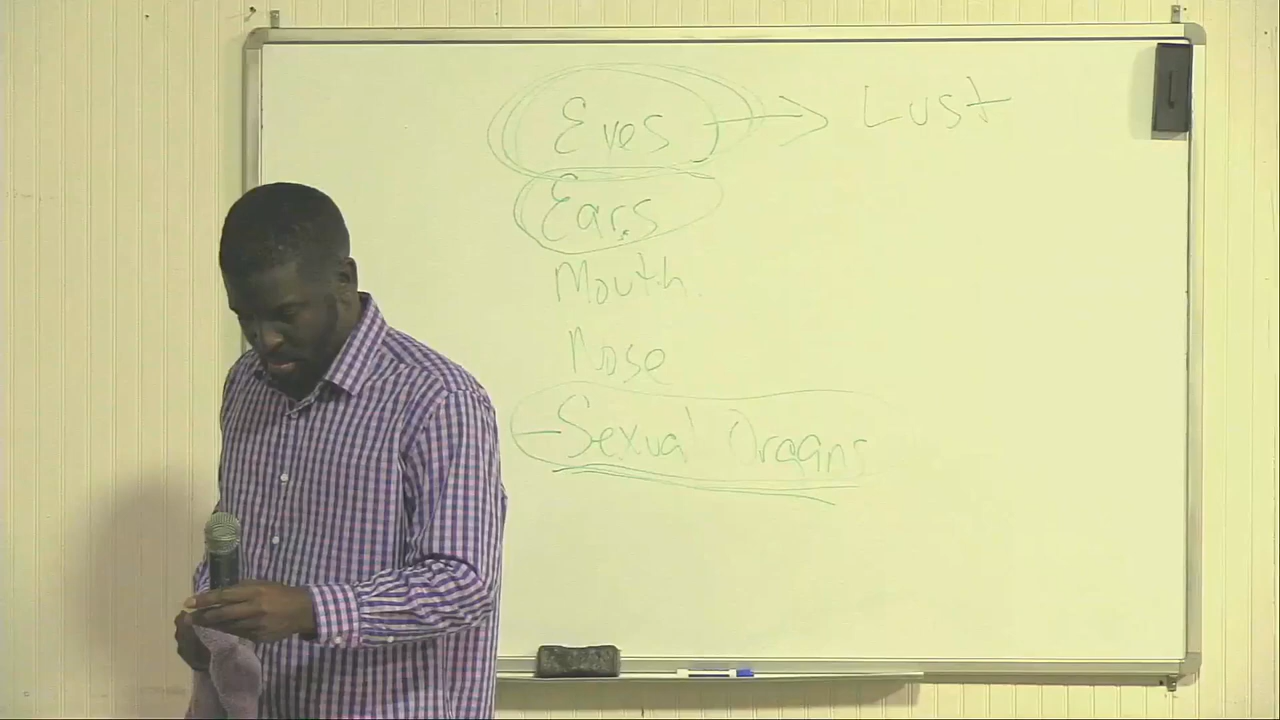 Eyes → Lust
Ears
Mouth
Nose
- Sexual Organs